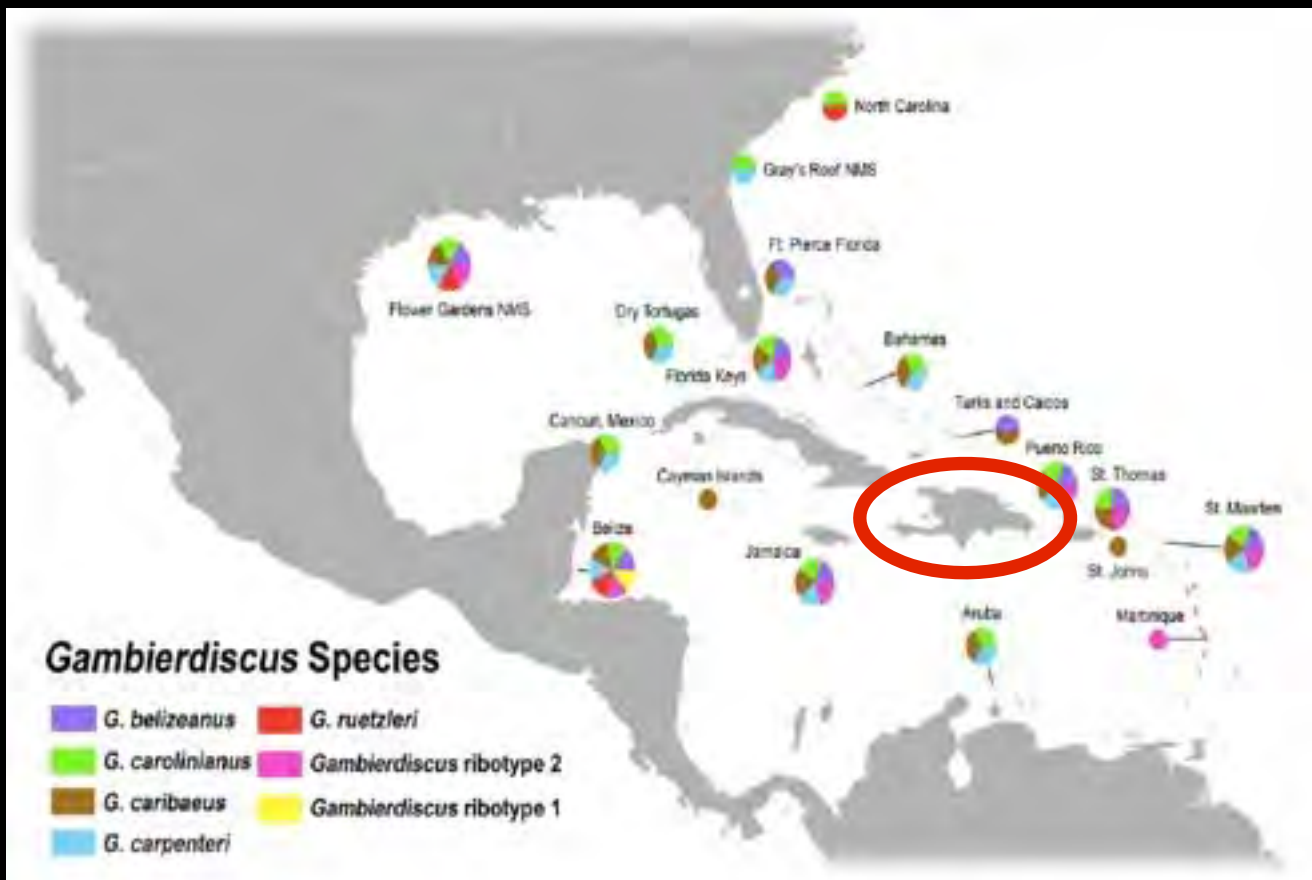 North Carolina
Gray's Reef NMS
Ft. Pierce Florida
Flower Gardens NMS
Dry Tortugas
Florida Keys
Bahamas
Turks and Caicos
Cancun, Mexico
Puerto Rico
Cayman Islands
St. Thomas
St. Maarten
Belize
Jamaica
St. Johns
Aruba
Martinique
Gambierdiscus Species
G. belizeanus
G. ruetzleri
G. carolinianus
Gambierdiscus ribotype 2
G. caribaeus
Gambierdiscus ribotype 1
G. carpenteri